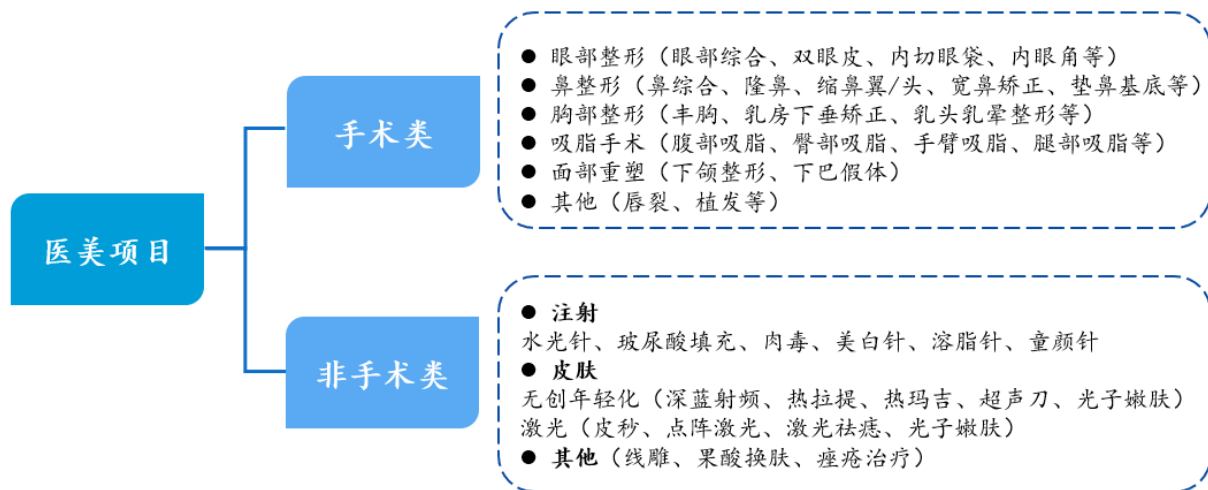 医美项目
手术类
● 眼部整形（眼部综合、双眼皮、内切眼袋、内眼角等）
● 鼻整形（鼻综合、隆鼻、缩鼻翼/头、宽鼻矫正、垫鼻基底等）
● 胸部整形（丰胸、乳房下垂矫正、乳头乳晕整形等）
● 吸脂手术（腹部吸脂、臀部吸脂、手臂吸脂、腿部吸脂等）
● 面部重塑（下颌整形、下巴假体）
● 其他（唇裂、植发等）
非手术类
● 注射
水光针、玻尿酸填充、肉毒、美白针、溶脂针、童颜针
● 皮肤
无创年轻化（深蓝射频、热拉提、热玛吉、超声刀、光子嫩肤）
激光（皮秒、点阵激光、激光祛痣、光子嫩肤）
● 其他（线雕、果酸换肤、痤疮治疗）